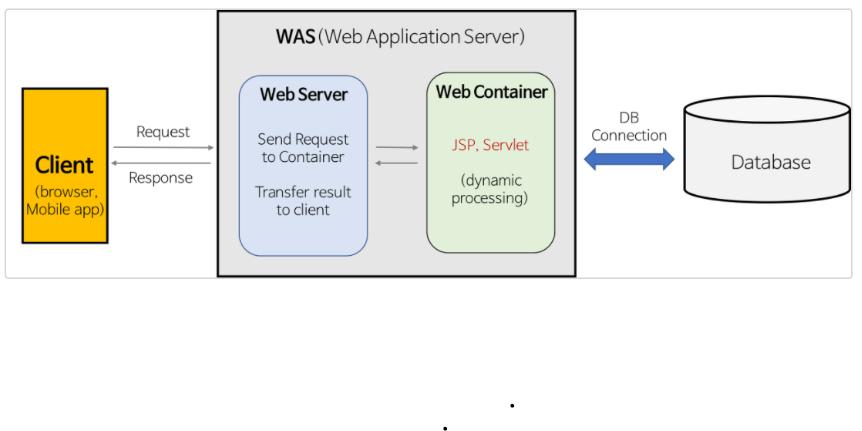 WAS (Web Application Server)
Client
(browser,
Mobile app)
Request
Response
Web Server
Send Request
to Container
Transfer result
to client
Web Container
JSP, Servlet
(dynamic
processing)
DB
Connection
Database